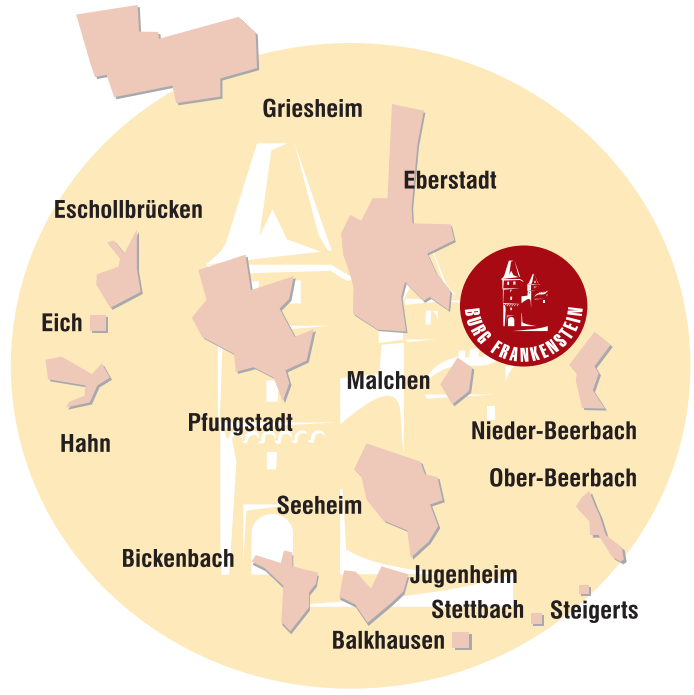 Griesheim
Eberstadt
Eschollbrücken
BURG FRANKENSTEIN
Eich
Malchen
Pfungstadt
Nieder-Beerbach
Hahn
Ober-Beerbach
Seeheim
Bickenbach
Jugenheim
Stettbach
Steigerts
Balkhausen